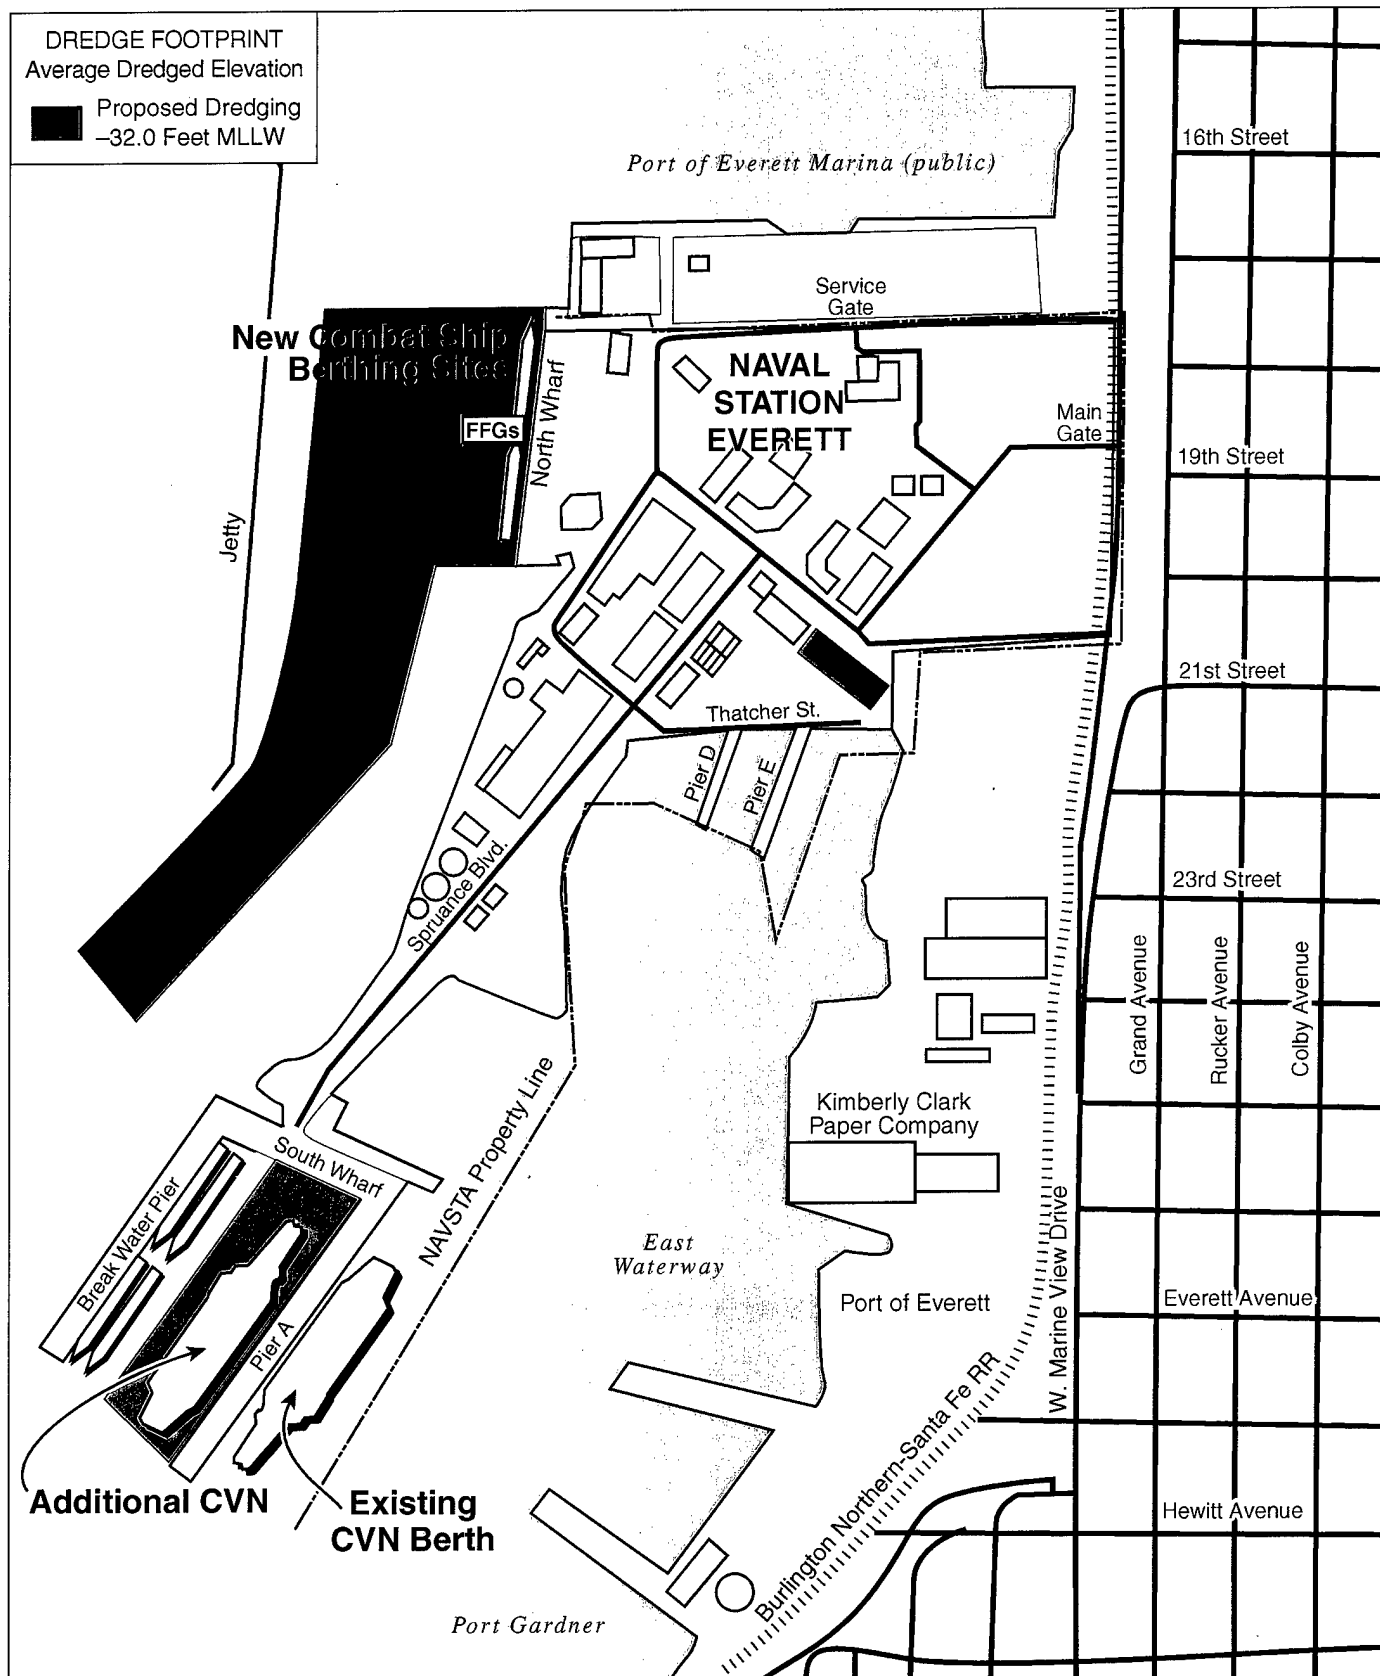 DREDGE FOOTPRINT
Average Dredged Elevation
Proposed Dredging
–32.0 Feet MLLW
16th Street
Port of Everett Marina (public)
Service
Gate
New Combat Ship
Berthing Sites
NAVAL
STATION
EVERETT
North Wharf
FFGs
Main
Gate
19th Street
Jetty
21st Street
Thatcher St.
Pier D
Pier E
23rd Street
Spruance Blvd.
Grand Avenue
Rucker Avenue
Colby Avenue
Kimberly Clark
Paper Company
NAVSTA Property Line
South Wharf
Break Water Pier
East
Waterway
W. Marine View Drive
Port of Everett
Everett Avenue
Pier A
Burlington Northern-Santa Fe RR
Additional CVN
Existing
CVN Berth
Hewitt Avenue
Port Gardner